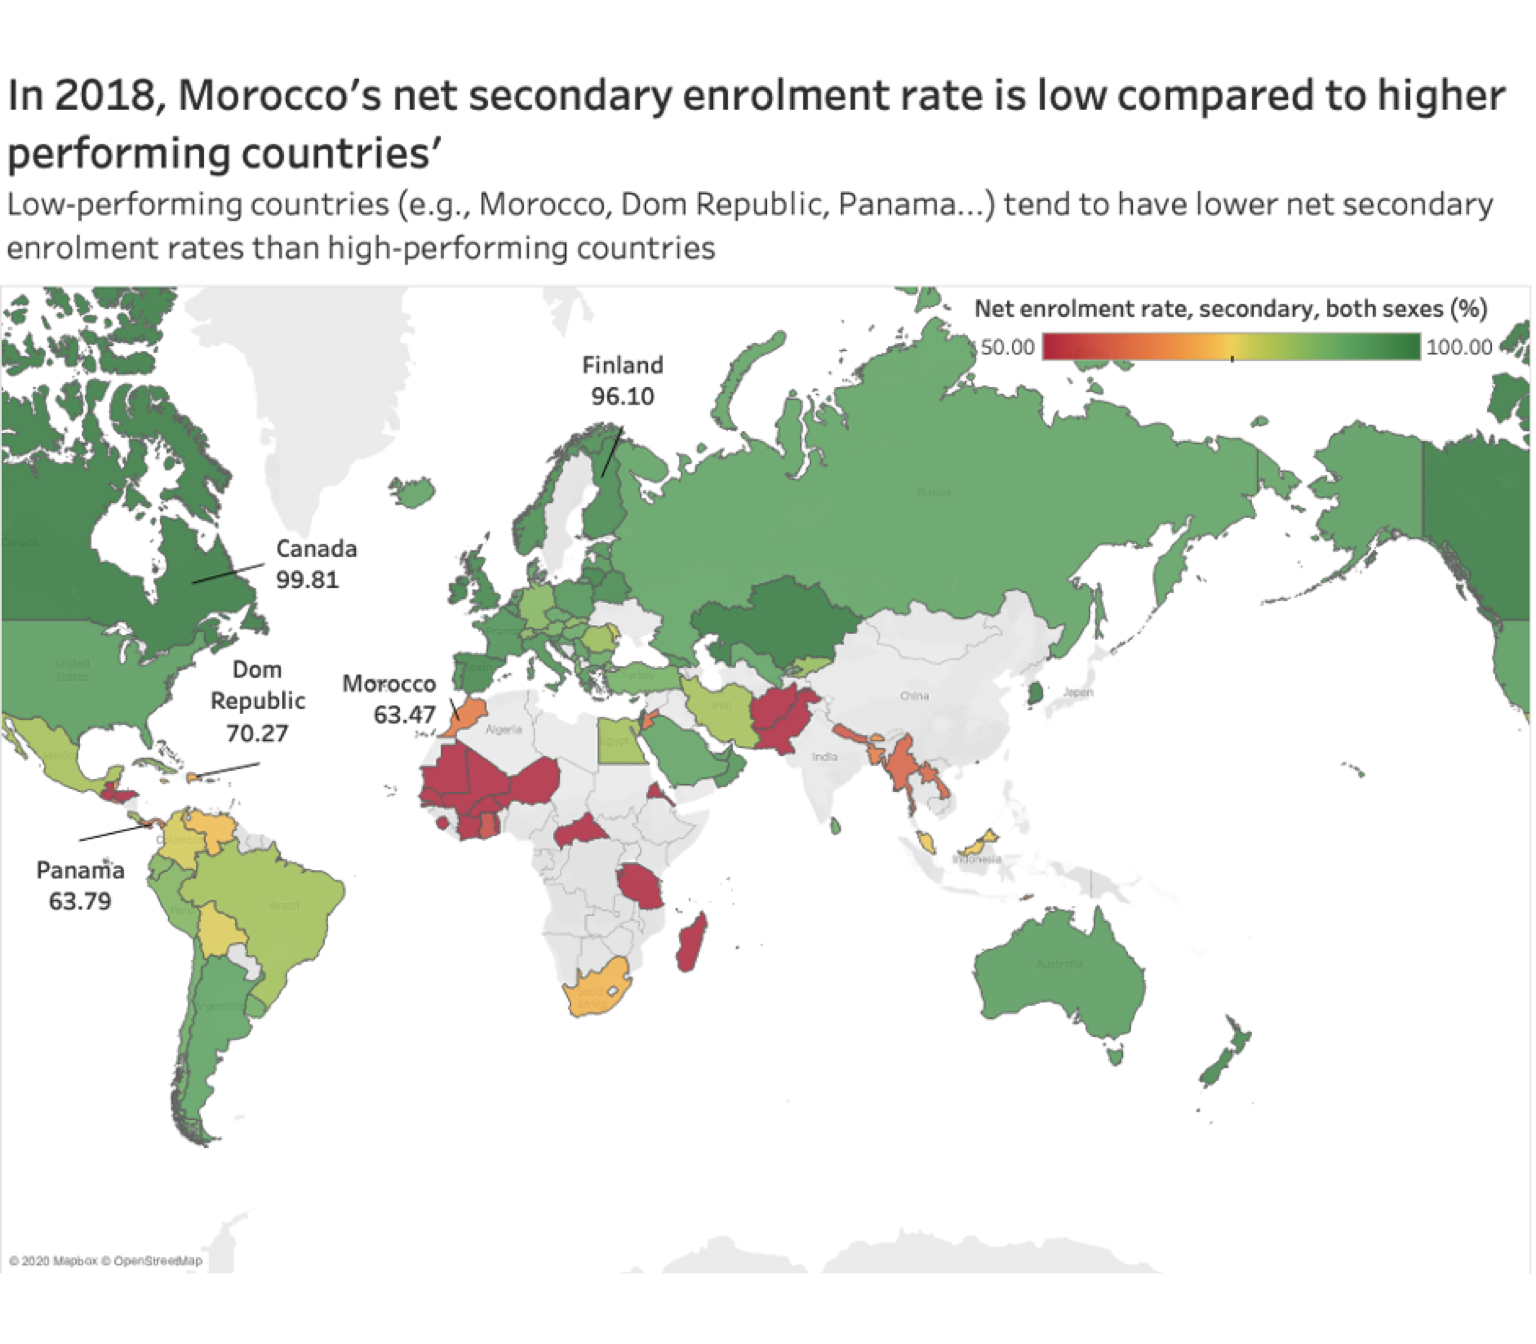 In 2018, Morocco's net secondary enrolment rate is low compared to higher
performing countries'
Low-performing countries (e.g., Morocco, Dom Republic, Panama...) tend to have lower net secondary
enrolment rates than high-performing countries
Net enrolment rate, secondary, both sexes (%)
50.00
100.00
Finland
96.10
Russia
Canada
Canada
99.81
France
Spain
United
States
Dom
Republic
70.27
Morocco
63.47
Turkey
Iran
China
Japan
Algeria
Egypt
India
Mexico
Colombia
Indonesia
Panama
63.79
Peru
Brazil
Australia
South
Africa
Argentina
© 2020 Mapbox © OpenStreetMap